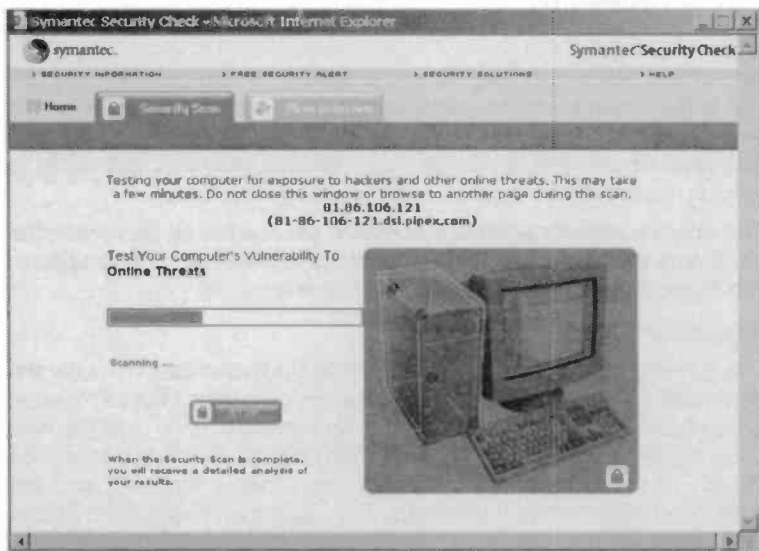 Symantec Security Check - Microsoft Internet Explorer
symantec.
Symantec Security Check
> SECURITY INFORMATION > FREE SECURITY ALERT > SECURITY SOLUTIONS > HELP
Home Security Scan
Testing your computer for exposure to hackers and other online threats. This may take
a few minutes. Do not close this window or browse to another page during the scan.
81.86.106.121
(81-86-106-121.dsl.pipex.com)
Test Your Computer's Vulnerability To
Online Threats
Scanning ...
When the Security Scan is complete,
you will receive a detailed analysis of
your results.